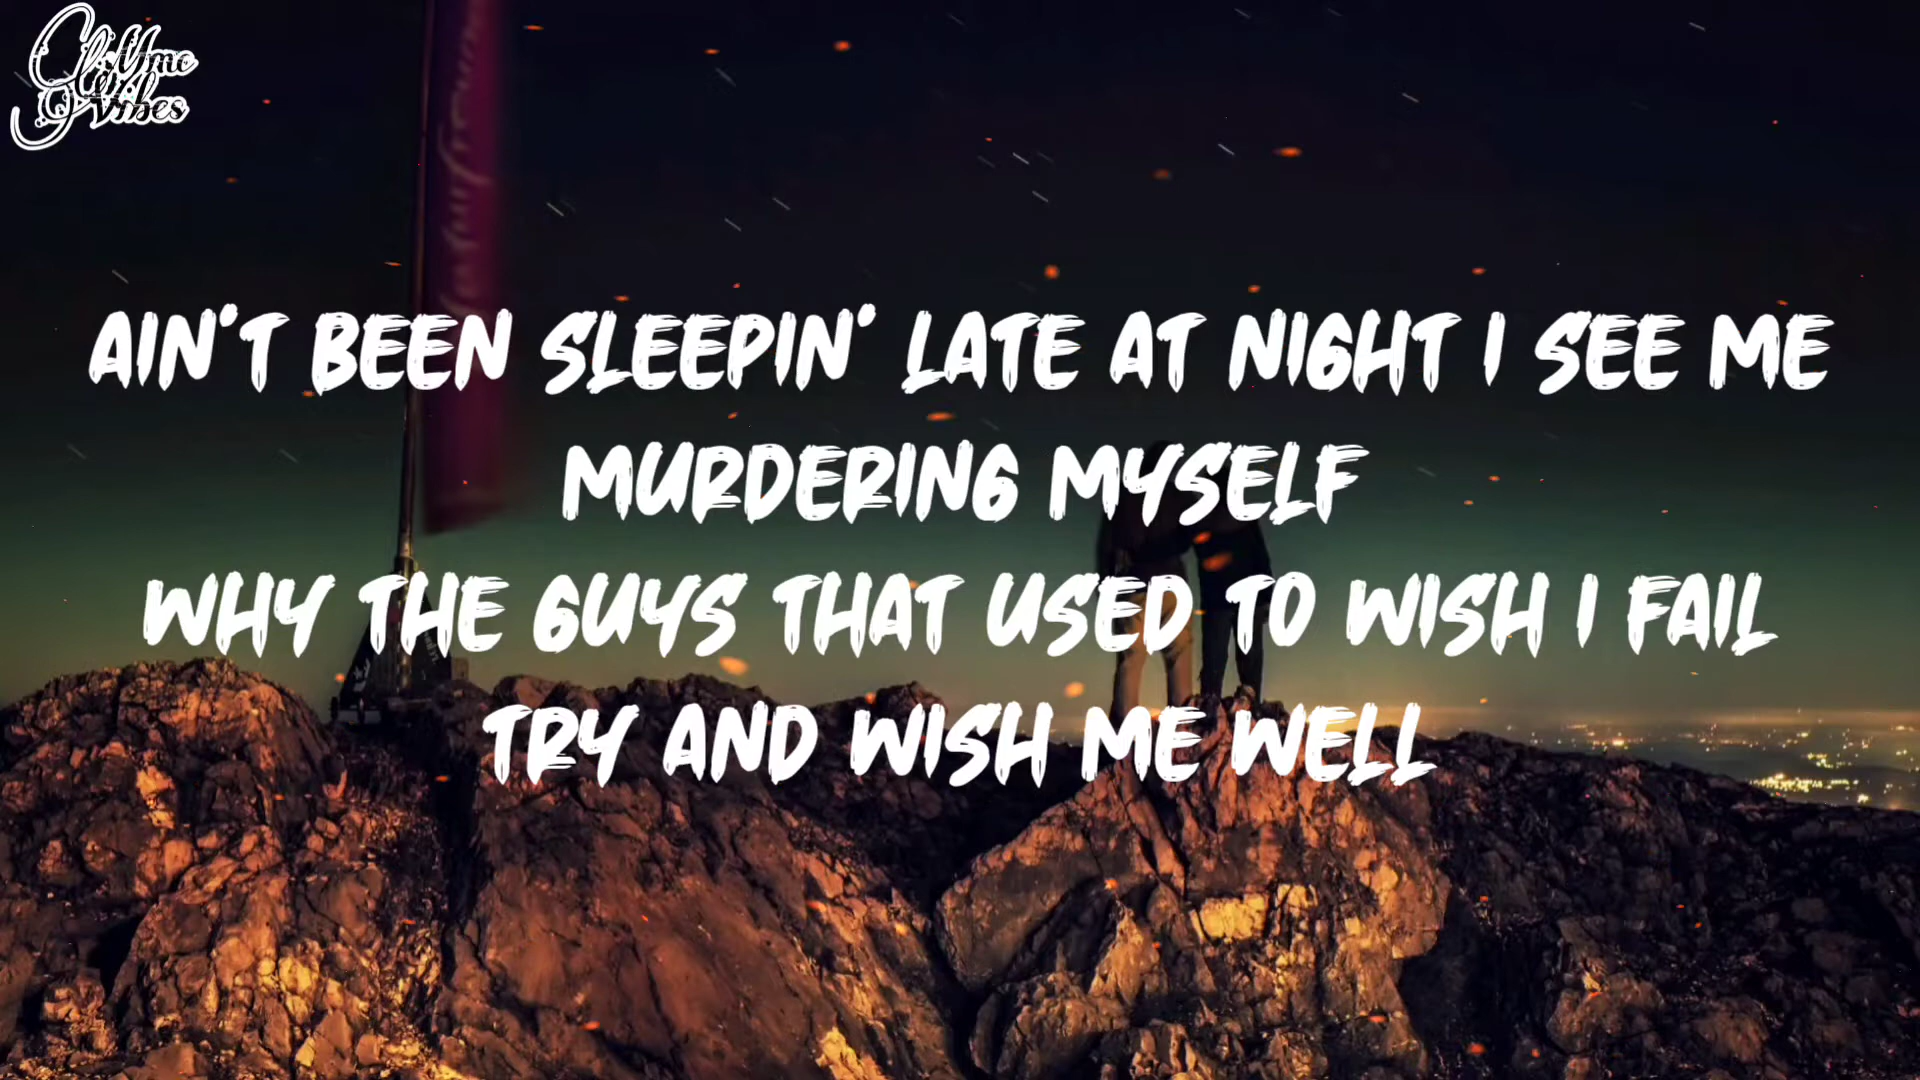 Vibes
AIN'T BEEN SLEEPIN' LATE AT NIGHT I SEE ME
MURDERING MYSELF
WHY THE GUYS THAT USED TO WISH I FAIL
TRY AND WISH ME WELL